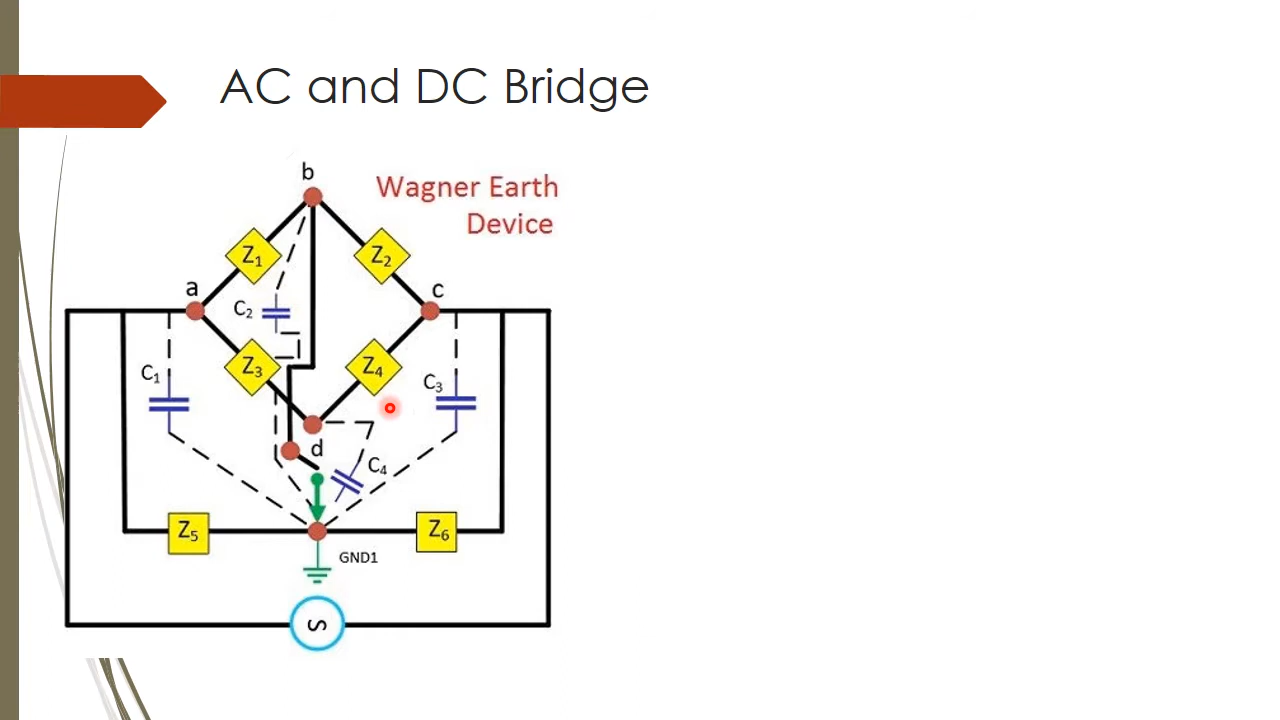 AC and DC Bridge
b
Wagner Earth
Device
Z₁
Z₂
a
c
C₂
Z₃
Z₄
C₁
C₃
d
C₄
Z₅
Z₆
GND1